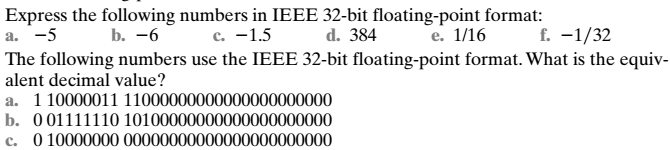 Express the following numbers in IEEE 32-bit floating-point format:
a. −5 b. −6 c. −1.5 d. 384 e. 1/16 f. −1/32
The following numbers use the IEEE 32-bit floating-point format. What is the equiv-
alent decimal value?
a. 1 10000011 11000000000000000000000
b. 0 01111110 10100000000000000000000
c. 0 10000000 00000000000000000000000